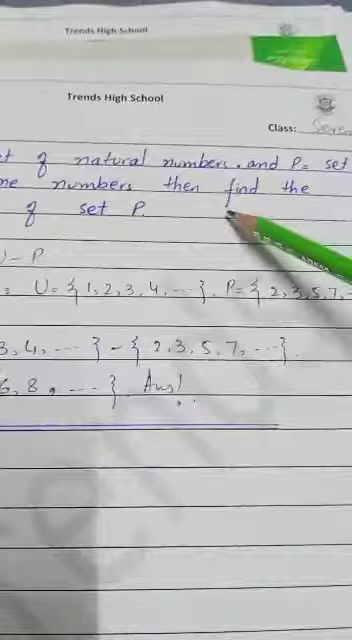 Trends High School
Trends High School
Class: Seven
of natural numbers. and P= set
numbers then find the
of set P.
U - P
= U = { 1, 2, 3, 4, ... }. P = { 2, 3, 5, 7,
3, 4, ... } - { 2, 3, 5, 7, ... }.
6, 8, ... } Ans!